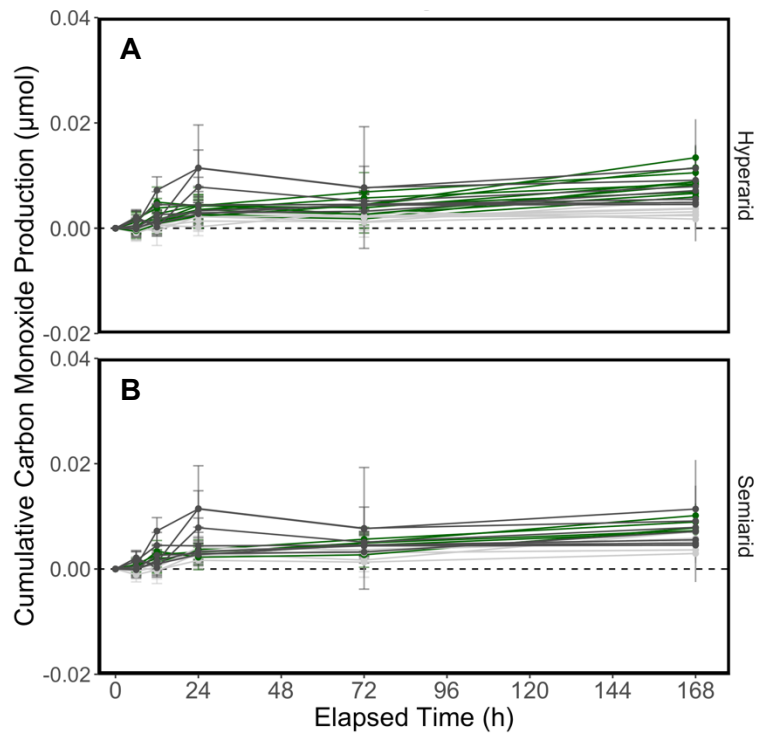 Cumulative Carbon Monoxide Production (μmol)
A
0.04
0.02
0.00
-0.02
Hyperarid
B
0.04
0.02
0.00
-0.02
Semiarid
0 24 48 72 96 120 144 168
Elapsed Time (h)